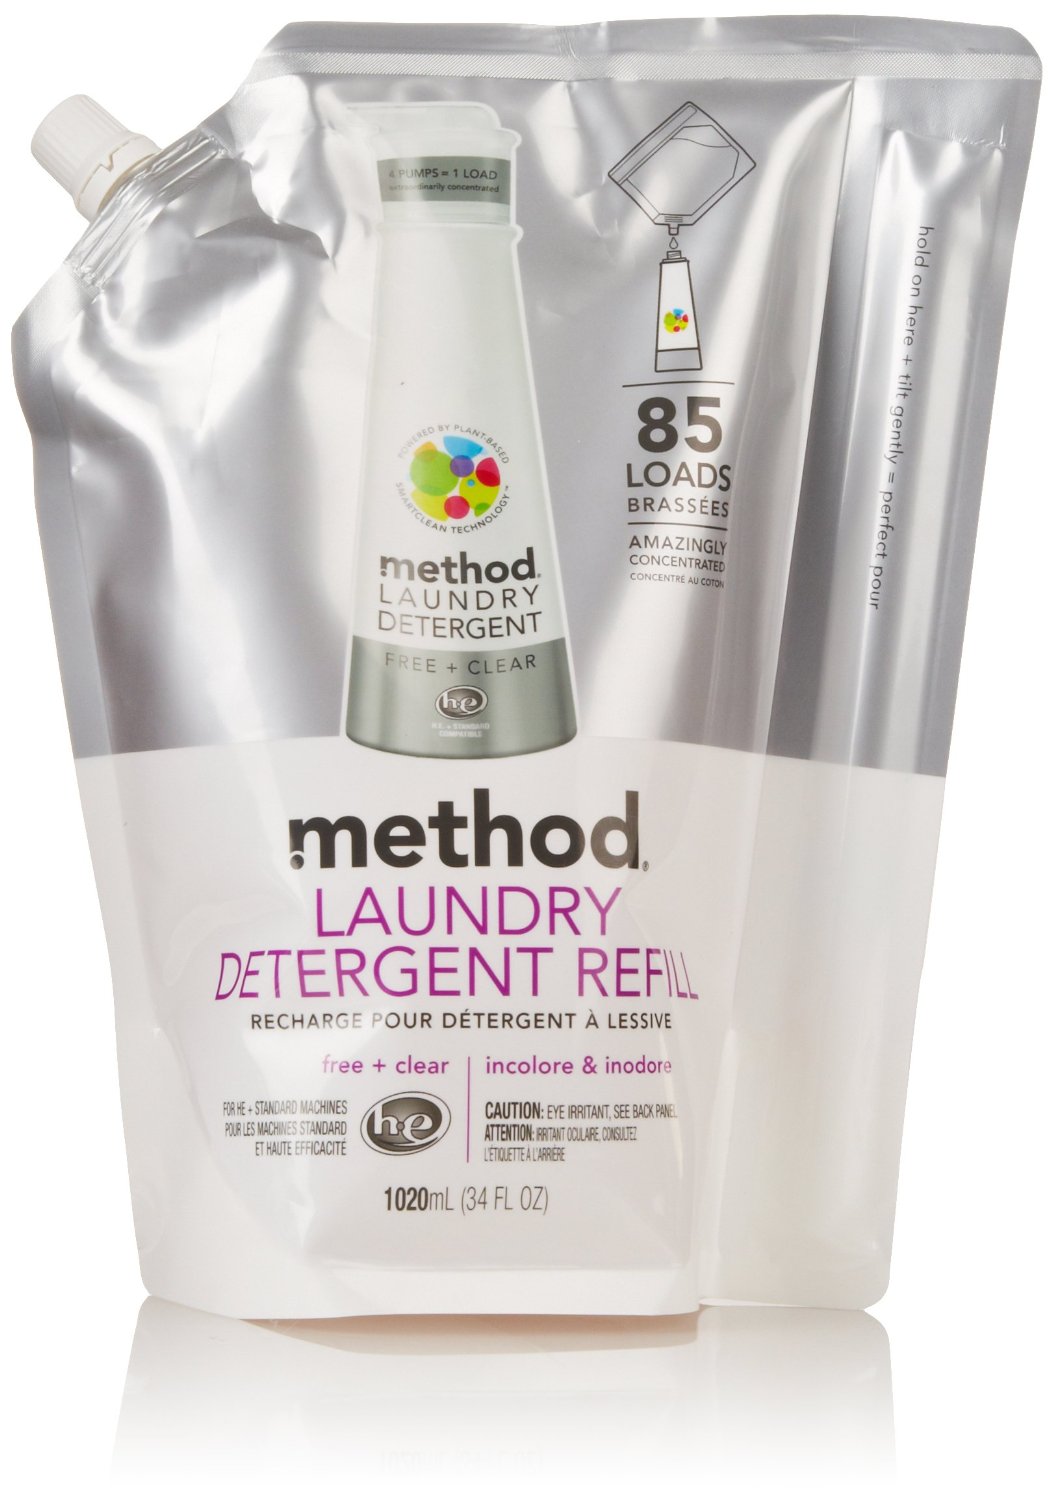 4 PUMPS = 1 LOAD
extraordinarily concentrated
POWERED BY PLANT-BASED
SMARTCLEAN TECHNOLOGY™
method®
LAUNDRY
DETERGENT
FREE + CLEAR
h·e
H.E. + STANDARD
COMPATIBLE
85
LOADS
BRASSÉES
AMAZINGLY
CONCENTRATED
CONCENTRÉ AU COTON
hold on here + tilt gently = perfect pour
method®
LAUNDRY
DETERGENT REFILL
RECHARGE POUR DÉTERGENT À LESSIVE
free + clear
incolore & inodore
FOR HE + STANDARD MACHINES
POUR LES MACHINES STANDARD
ET HAUTE EFFICACITÉ
h·e
CAUTION: EYE IRRITANT, SEE BACK PANEL
ATTENTION: IRRITANT OCULAIRE, CONSULTEZ
L'ÉTIQUETTE À L'ARRIÈRE
1020mL (34 FL OZ)